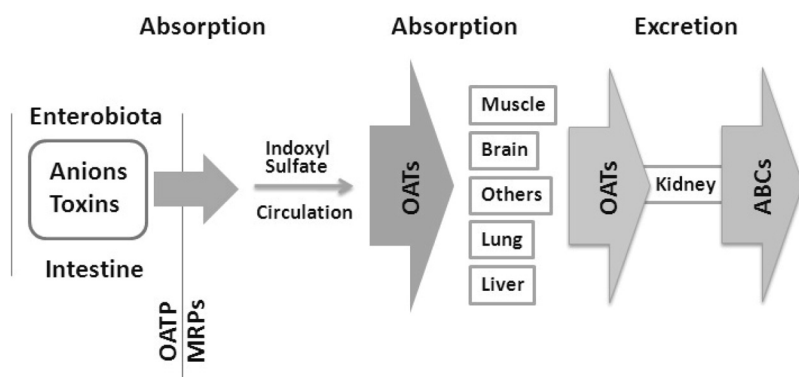 Absorption
Absorption
Excretion
Enterobiota
Anions
Toxins
Intestine
OATP
MRPs
Indoxyl
Sulfate
Circulation
OATs
Muscle
Brain
Others
Lung
Liver
OATs
Kidney
ABCs